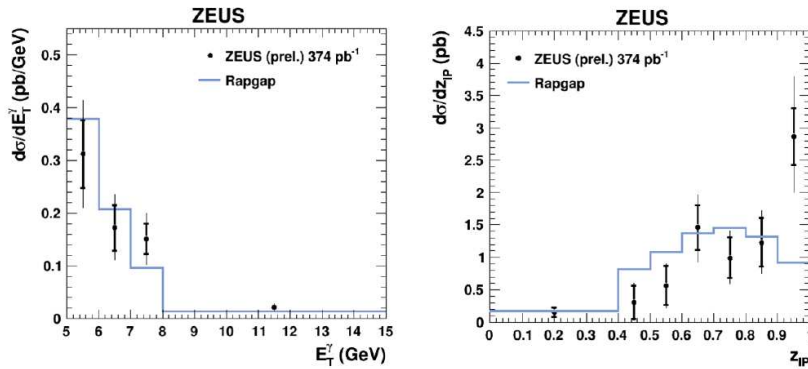 ZEUS
dσ/dE_T^γ (pb/GeV)
0.5
0.4
0.3
0.2
0.1
0
ZEUS (prel.) 374 pb⁻¹
Rapgap
5 6 7 8 9 10 11 12 13 14 15
E_T^γ (GeV)
ZEUS
dσ/dz_IP (pb)
4.5
4
3.5
3
2.5
2
1.5
1
0.5
0
ZEUS (prel.) 374 pb⁻¹
Rapgap
0 0.1 0.2 0.3 0.4 0.5 0.6 0.7 0.8 0.9 1
z_IP